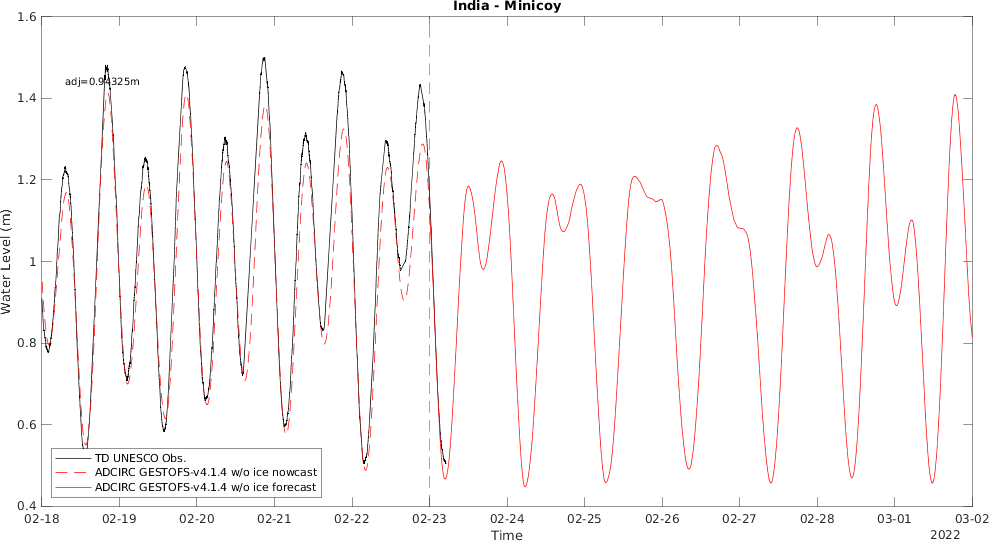 India - Minicoy
1.6
1.4
1.2
1
0.8
0.6
0.4
Water Level (m)
adj=0.94325m
TD UNESCO Obs.
ADCIRC GESTOFS-v4.1.4 w/o ice nowcast
ADCIRC GESTOFS-v4.1.4 w/o ice forecast
02-18 02-19 02-20 02-21 02-22 02-23 02-24 02-25 02-26 02-27 02-28 03-01 03-02
Time
2022